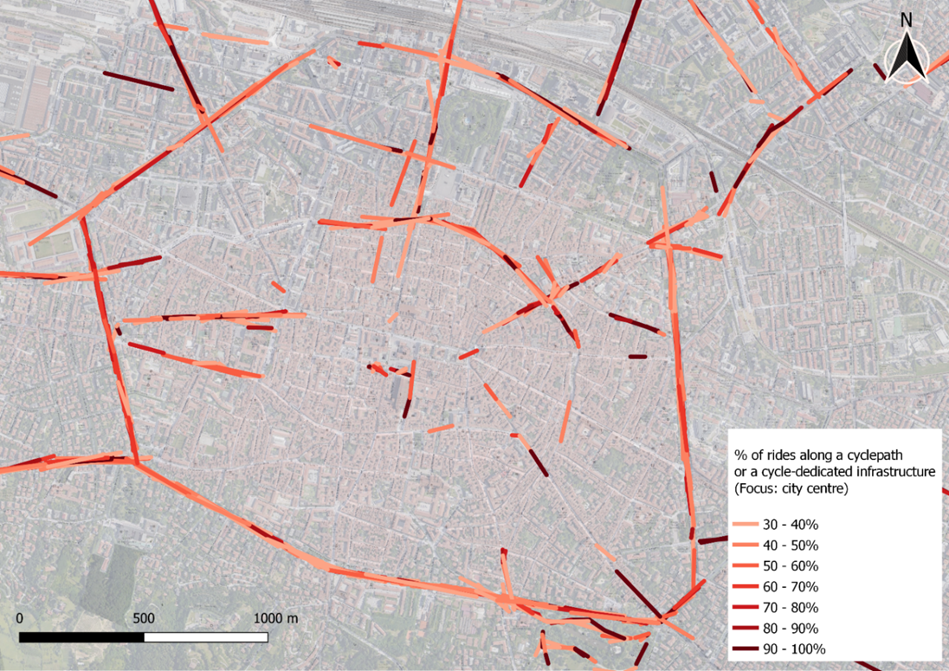 N
% of rides along a cyclepath
or a cycle-dedicated infrastructure
(Focus: city centre)
30 - 40%
40 - 50%
50 - 60%
60 - 70%
70 - 80%
80 - 90%
90 - 100%
0 500 1000 m